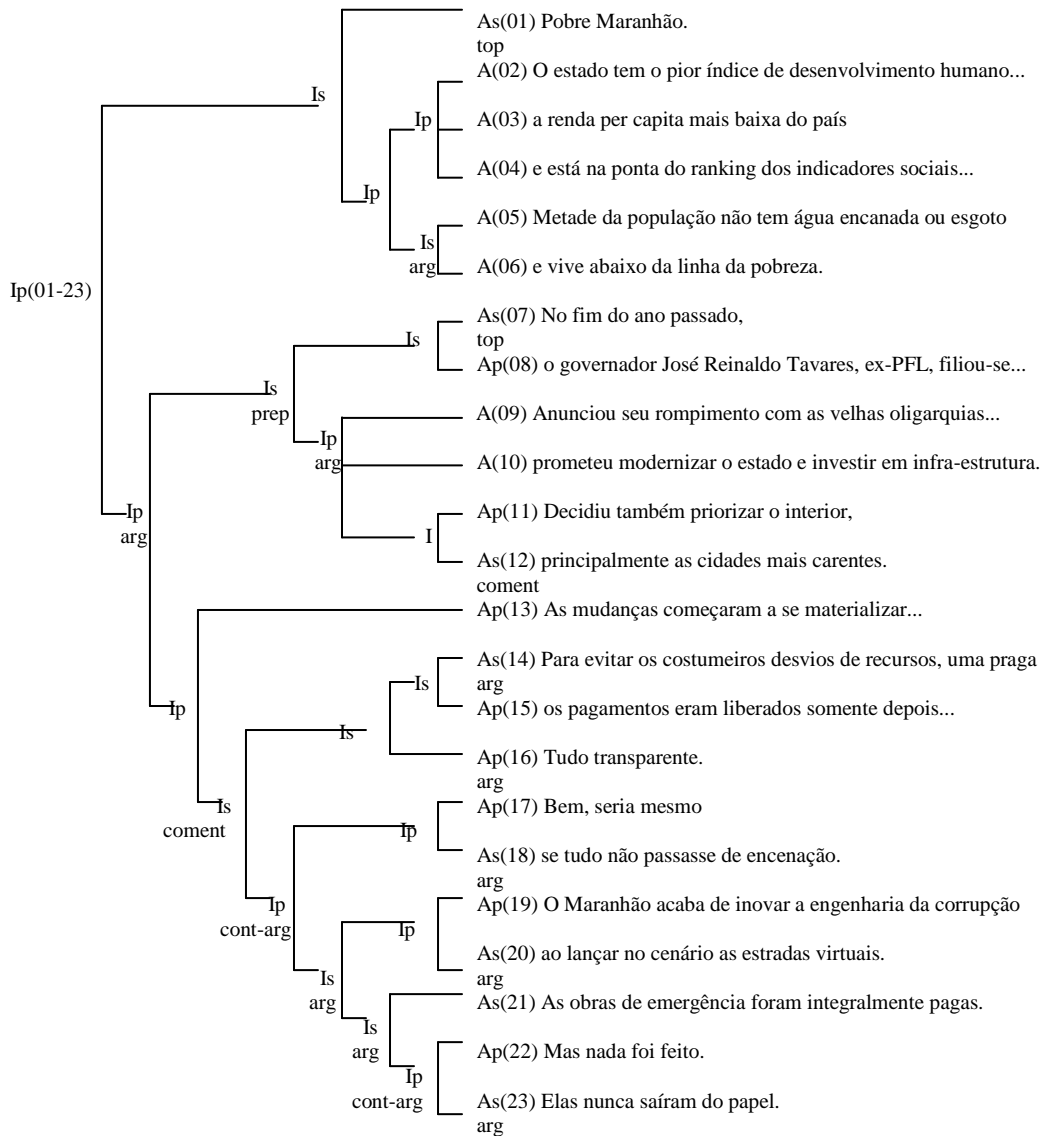 As(01) Pobre Maranhão.
top
A(02) O estado tem o pior índice de desenvolvimento humano...
Is
Ip
A(03) a renda per capita mais baixa do país
A(04) e está na ponta do ranking dos indicadores sociais...
Ip
A(05) Metade da população não tem água encanada ou esgoto
Is
arg
A(06) e vive abaixo da linha da pobreza.
Ip(01-23)
As(07) No fim do ano passado,
top
Is
Ap(08) o governador José Reinaldo Tavares, ex-PFL, filiou-se...
Is
prep
A(09) Anunciou seu rompimento com as velhas oligarquias...
Ip
arg
A(10) prometeu modernizar o estado e investir em infra-estrutura.
Ip
arg
Ap(11) Decidiu também priorizar o interior,
I
As(12) principalmente as cidades mais carentes.
coment
Ap(13) As mudanças começaram a se materializar...
As(14) Para evitar os costumeiros desvios de recursos, uma praga
arg
Is
Ip
Ap(15) os pagamentos eram liberados somente depois...
Is
Ap(16) Tudo transparente.
arg
Is
coment
Ap(17) Bem, seria mesmo
Ip
As(18) se tudo não passasse de encenação.
arg
Ip
cont-arg
Ap(19) O Maranhão acaba de inovar a engenharia da corrupção
Ip
As(20) ao lançar no cenário as estradas virtuais.
arg
Is
arg
As(21) As obras de emergência foram integralmente pagas.
Is
arg
Ap(22) Mas nada foi feito.
Ip
cont-arg
As(23) Elas nunca saíram do papel.
arg